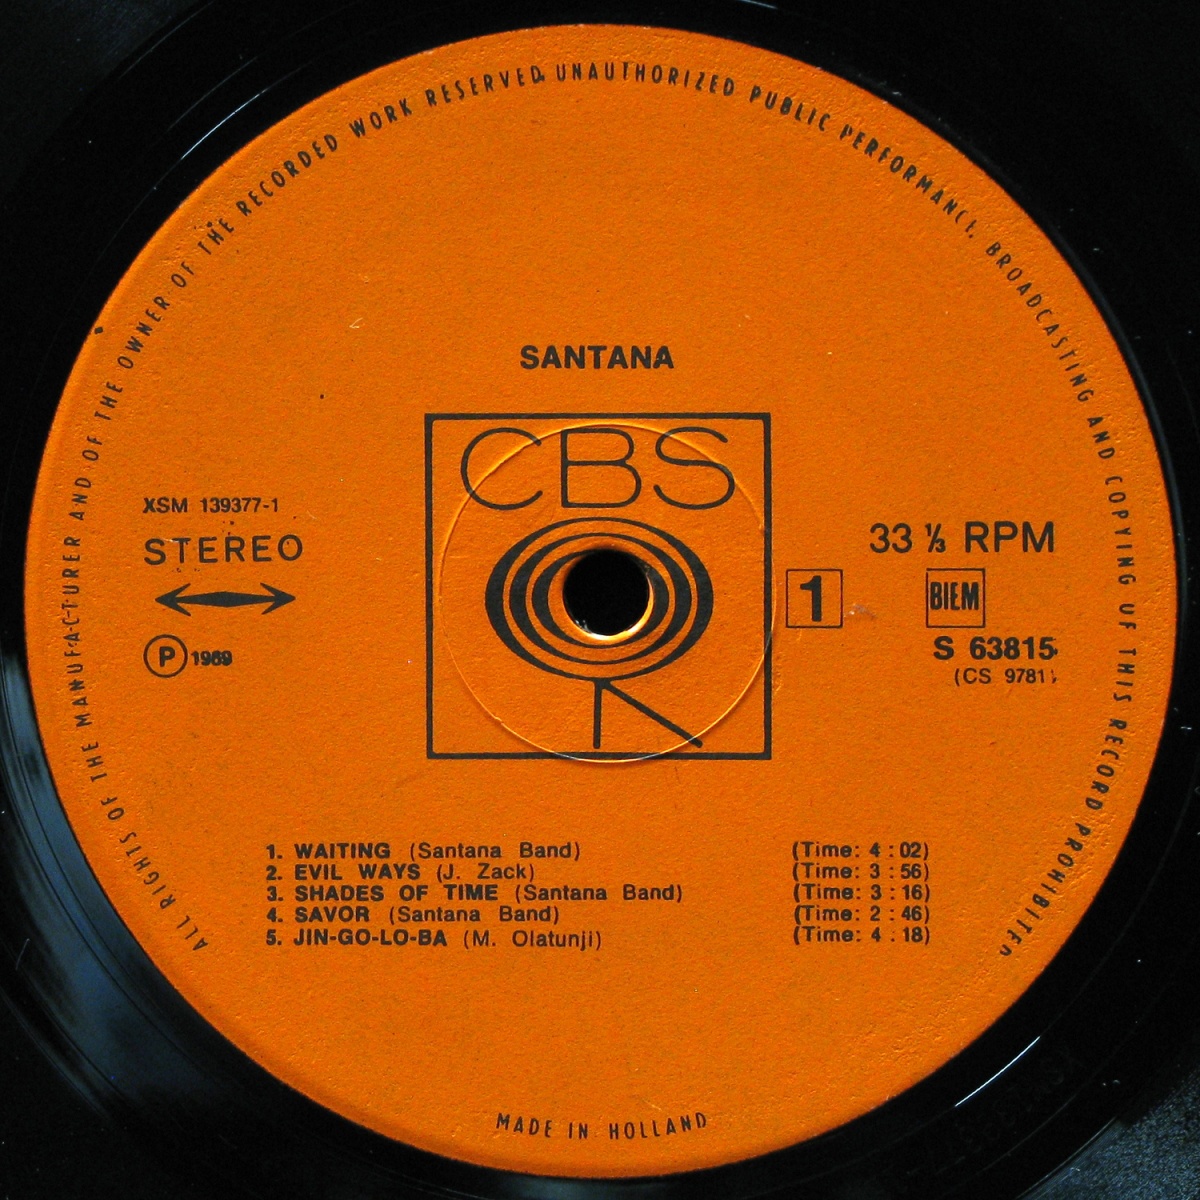 ALL RIGHTS OF THE MANUFACTURER AND OF THE OWNER OF THE RECORDED WORK RESERVED. UNAUTHORIZED PUBLIC PERFORMANCE, BROADCASTING AND COPYING OF THIS RECORD PROHIBITED
SANTANA
CBS
XSM 139377-1
STEREO
Ⓟ 1969
1
33 ⅓ RPM
BIEM
S 63815
(CS 9781)
1. WAITING (Santana Band) (Time: 4 : 02)
2. EVIL WAYS (J. Zack) (Time: 3 : 56)
3. SHADES OF TIME (Santana Band) (Time: 3 : 16)
4. SAVOR (Santana Band) (Time: 2 : 46)
5. JIN-GO-LO-BA (M. Olatunji) (Time: 4 : 18)
MADE IN HOLLAND